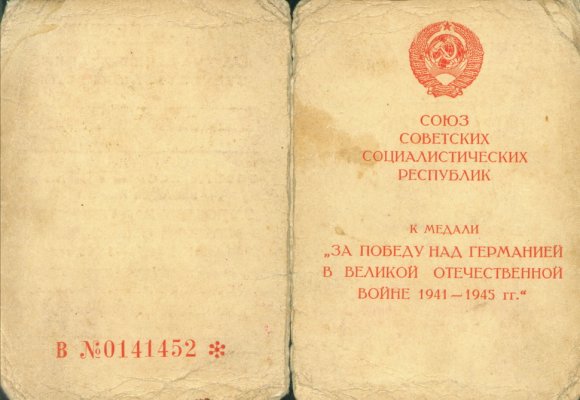 В №0141452 *
СОЮЗ
СОВЕТСКИХ
СОЦИАЛИСТИЧЕСКИХ
РЕСПУБЛИК
К МЕДАЛИ
„ЗА ПОБЕДУ НАД ГЕРМАНИЕЙ
В ВЕЛИКОЙ ОТЕЧЕСТВЕННОЙ
ВОЙНЕ 1941—1945 гг.“